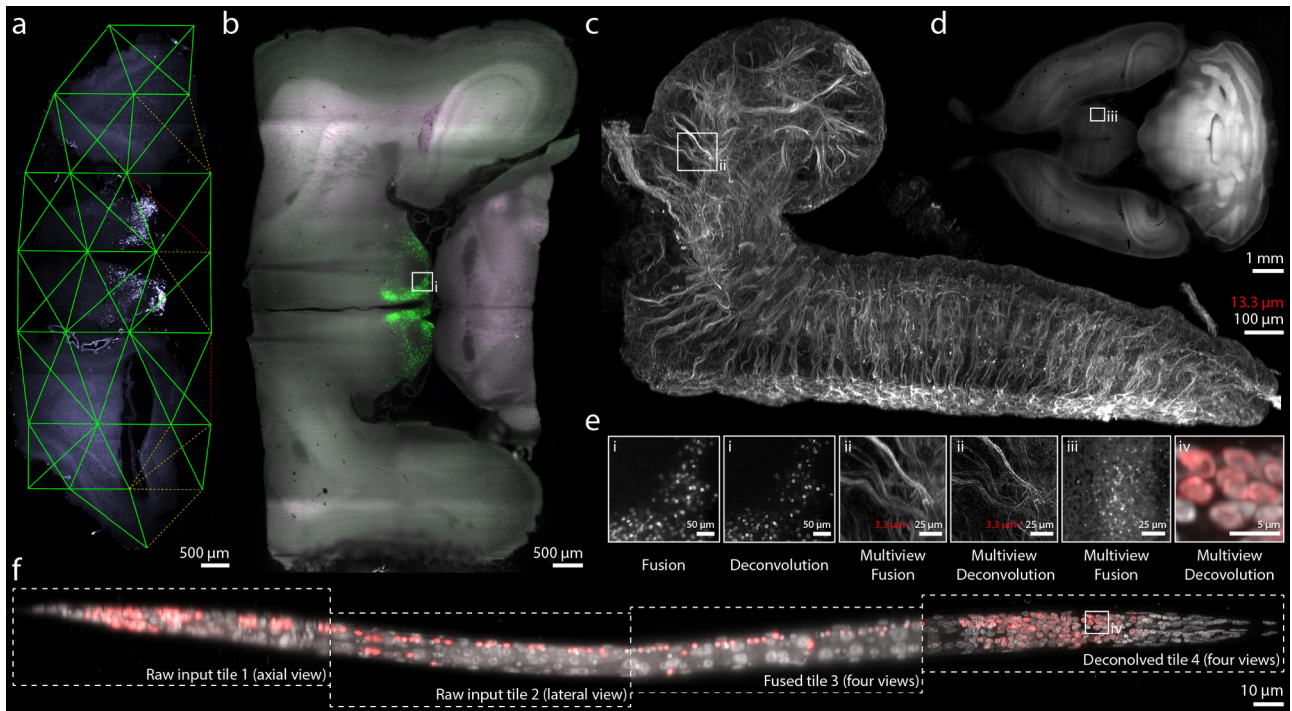 a
b
c
d
i
ii
iii
1 mm
13.3 µm
100 µm
500 µm
500 µm
e
i
i
ii
ii
iii
iv
50 µm
50 µm
3.3 µm
25 µm
3.3 µm
25 µm
25 µm
5 µm
Fusion
Deconvolution
Multiview
Fusion
Multiview
Deconvolution
Multiview
Fusion
Multiview
Decovolution
f
iv
Raw input tile 1 (axial view)
Raw input tile 2 (lateral view)
Fused tile 3 (four views)
Deconolved tile 4 (four views)
10 µm